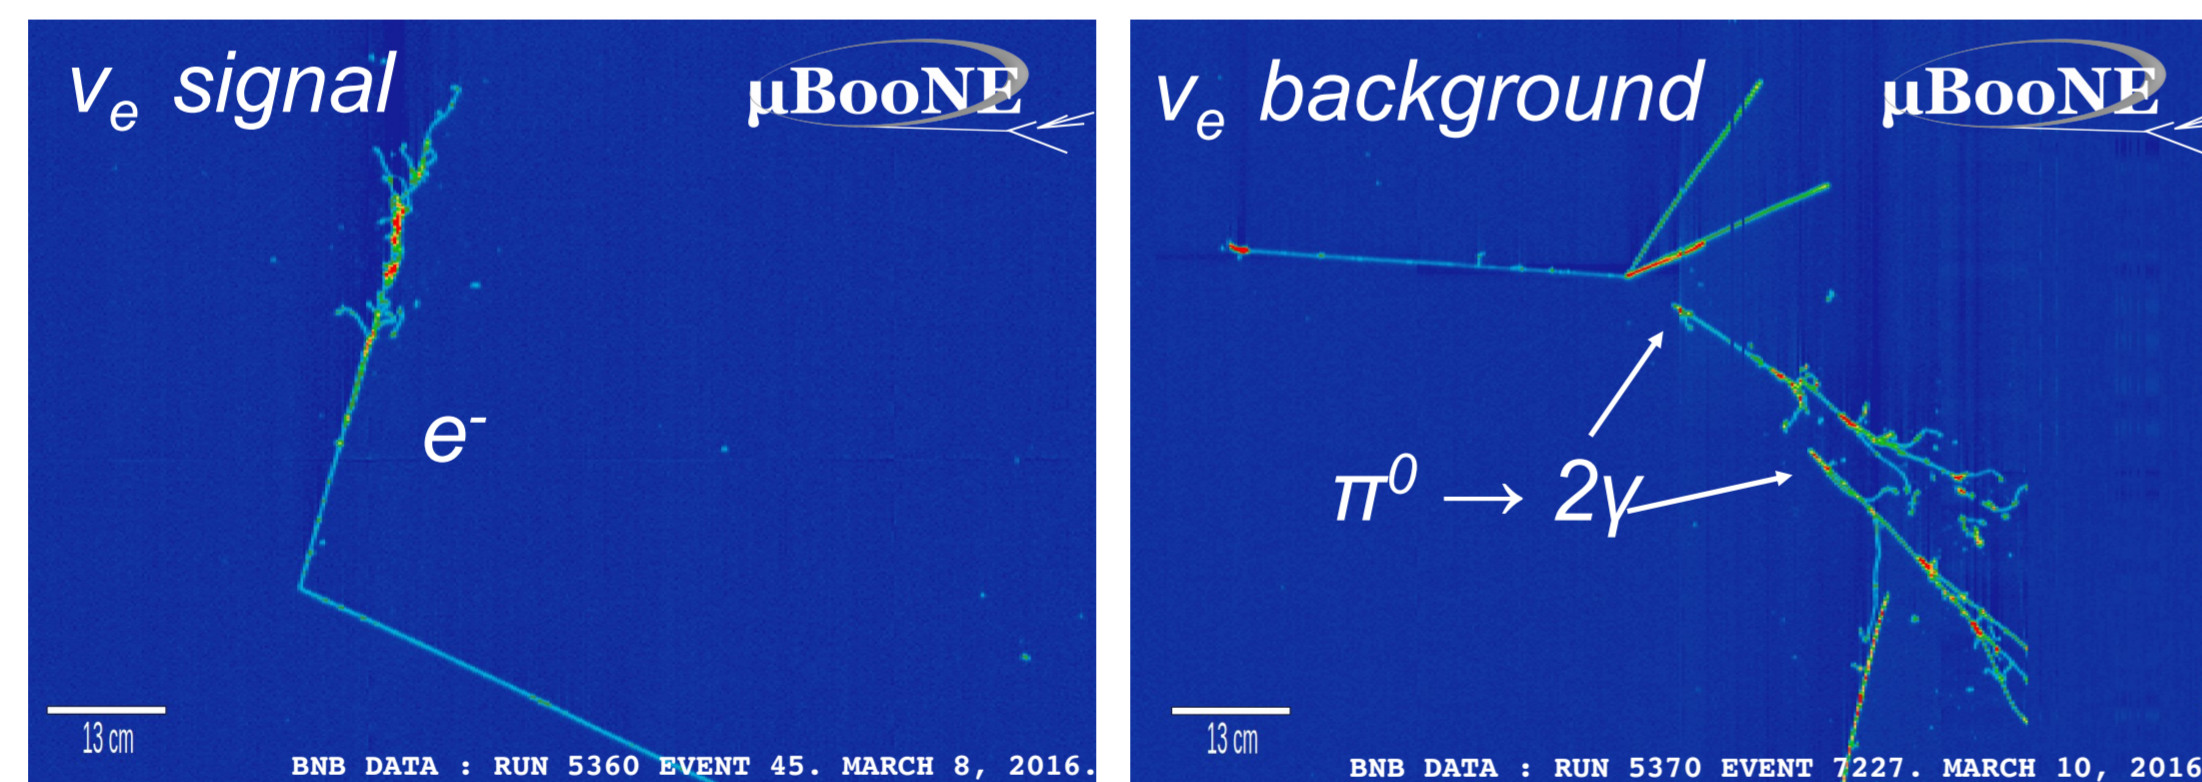 νₑ signal
μBooNE
e⁻
13 cm
BNB DATA : RUN 5360 EVENT 45. MARCH 8, 2016.
νₑ background
μBooNE
π⁰ → 2γ
13 cm
BNB DATA : RUN 5370 EVENT 7227. MARCH 10, 2016